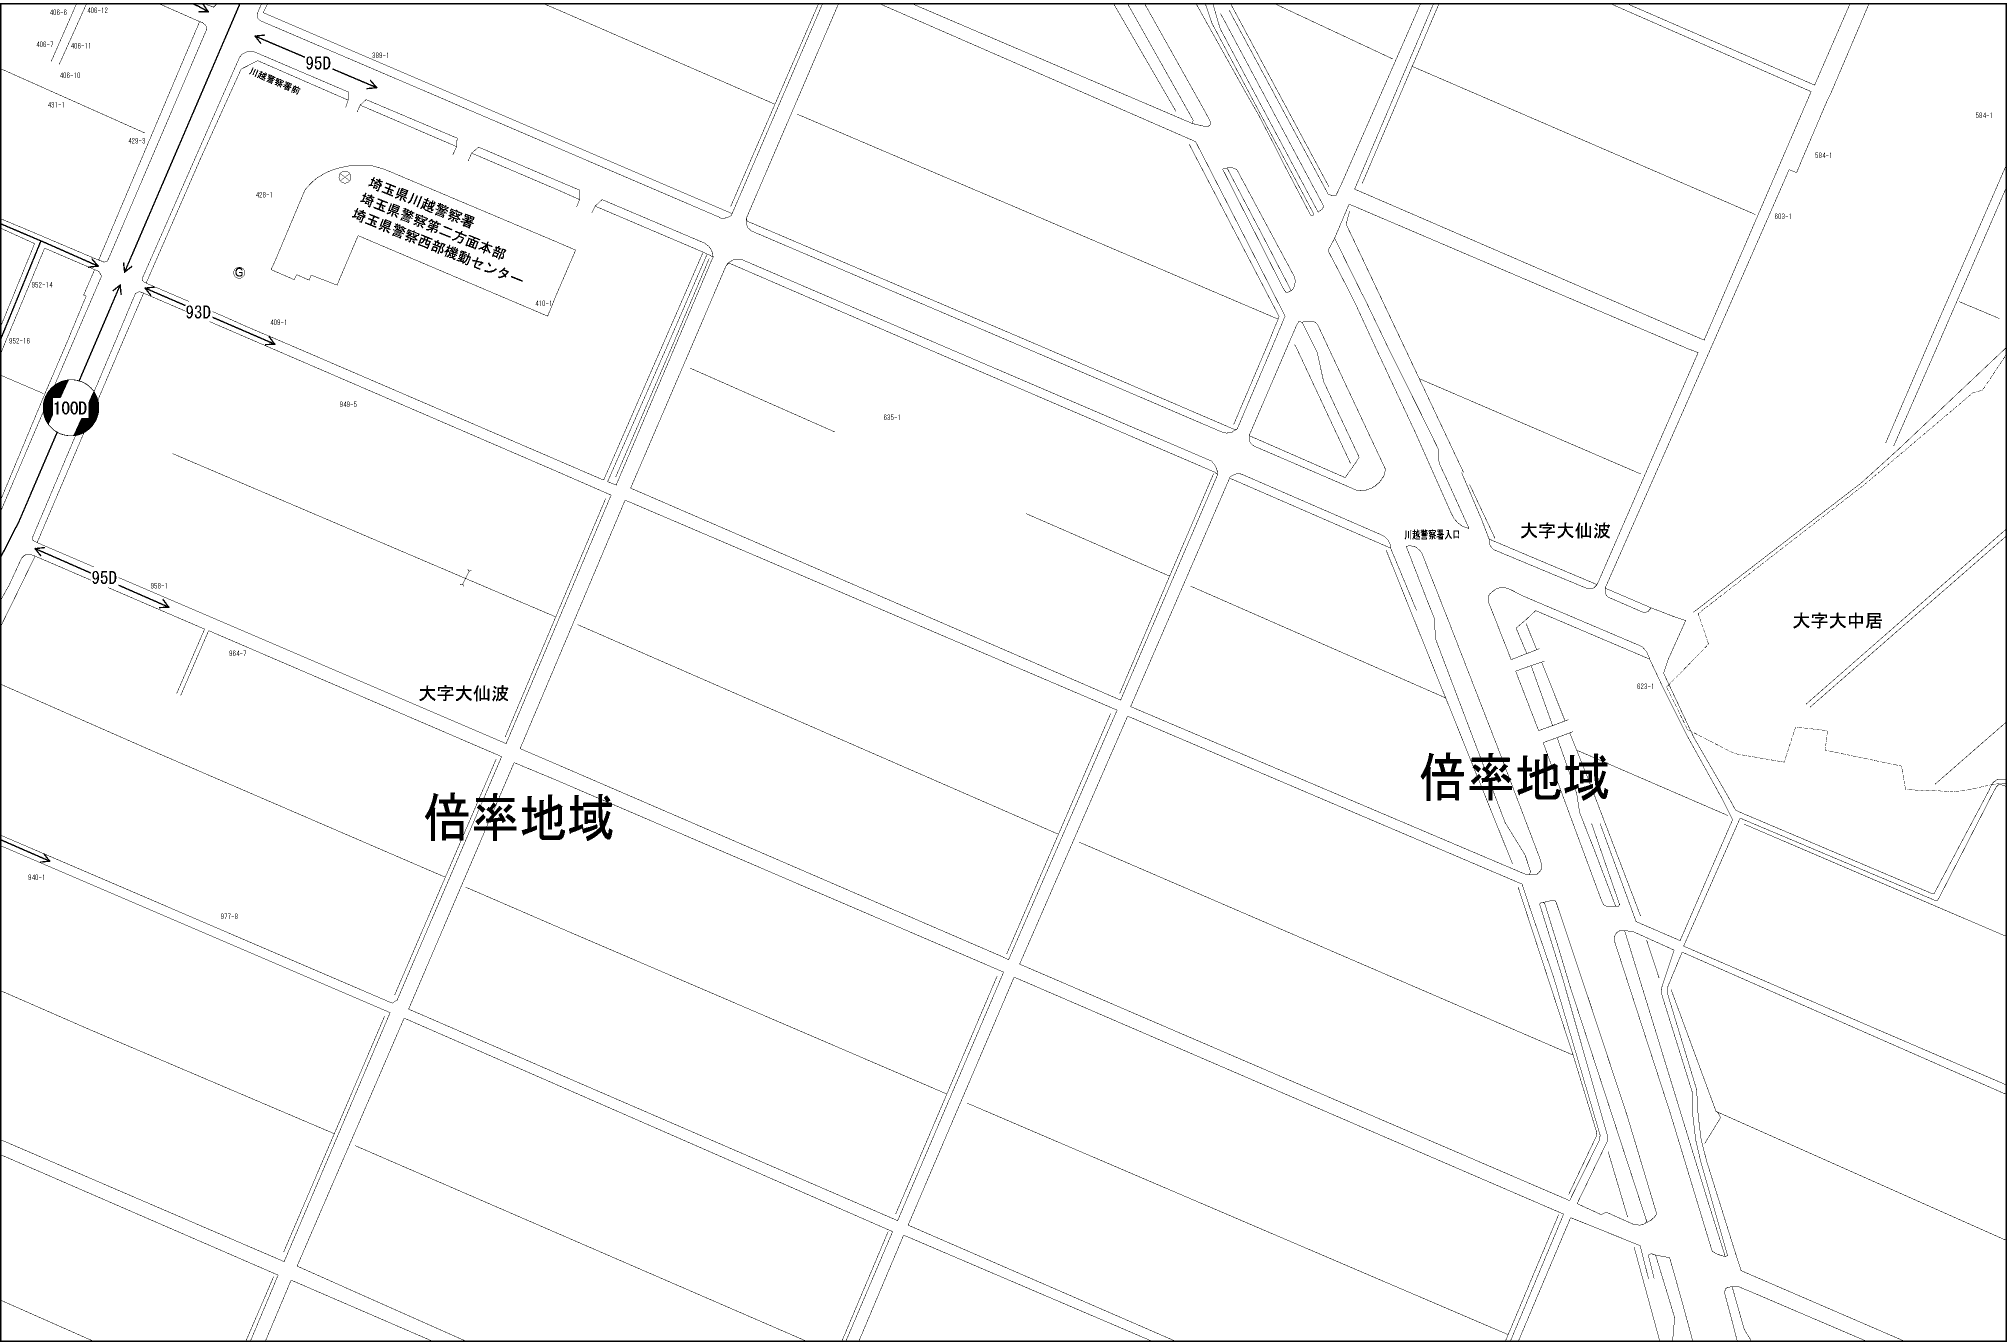 406-6
406-12
406-7
406-11
406-10
431-1
429-3
95D
389-1
川越警察署前
426-1
埼玉県川越警察署
埼玉県警察第二方面本部
埼玉県警察西部機動センター
G
410-1
584-1
584-1
603-1
952-14
93D
409-1
952-16
100D
949-5
635-1
川越警察署入口
大字大仙波
95D
958-1
大字大中居
964-7
大字大仙波
623-1
倍率地域
倍率地域
940-1
977-8